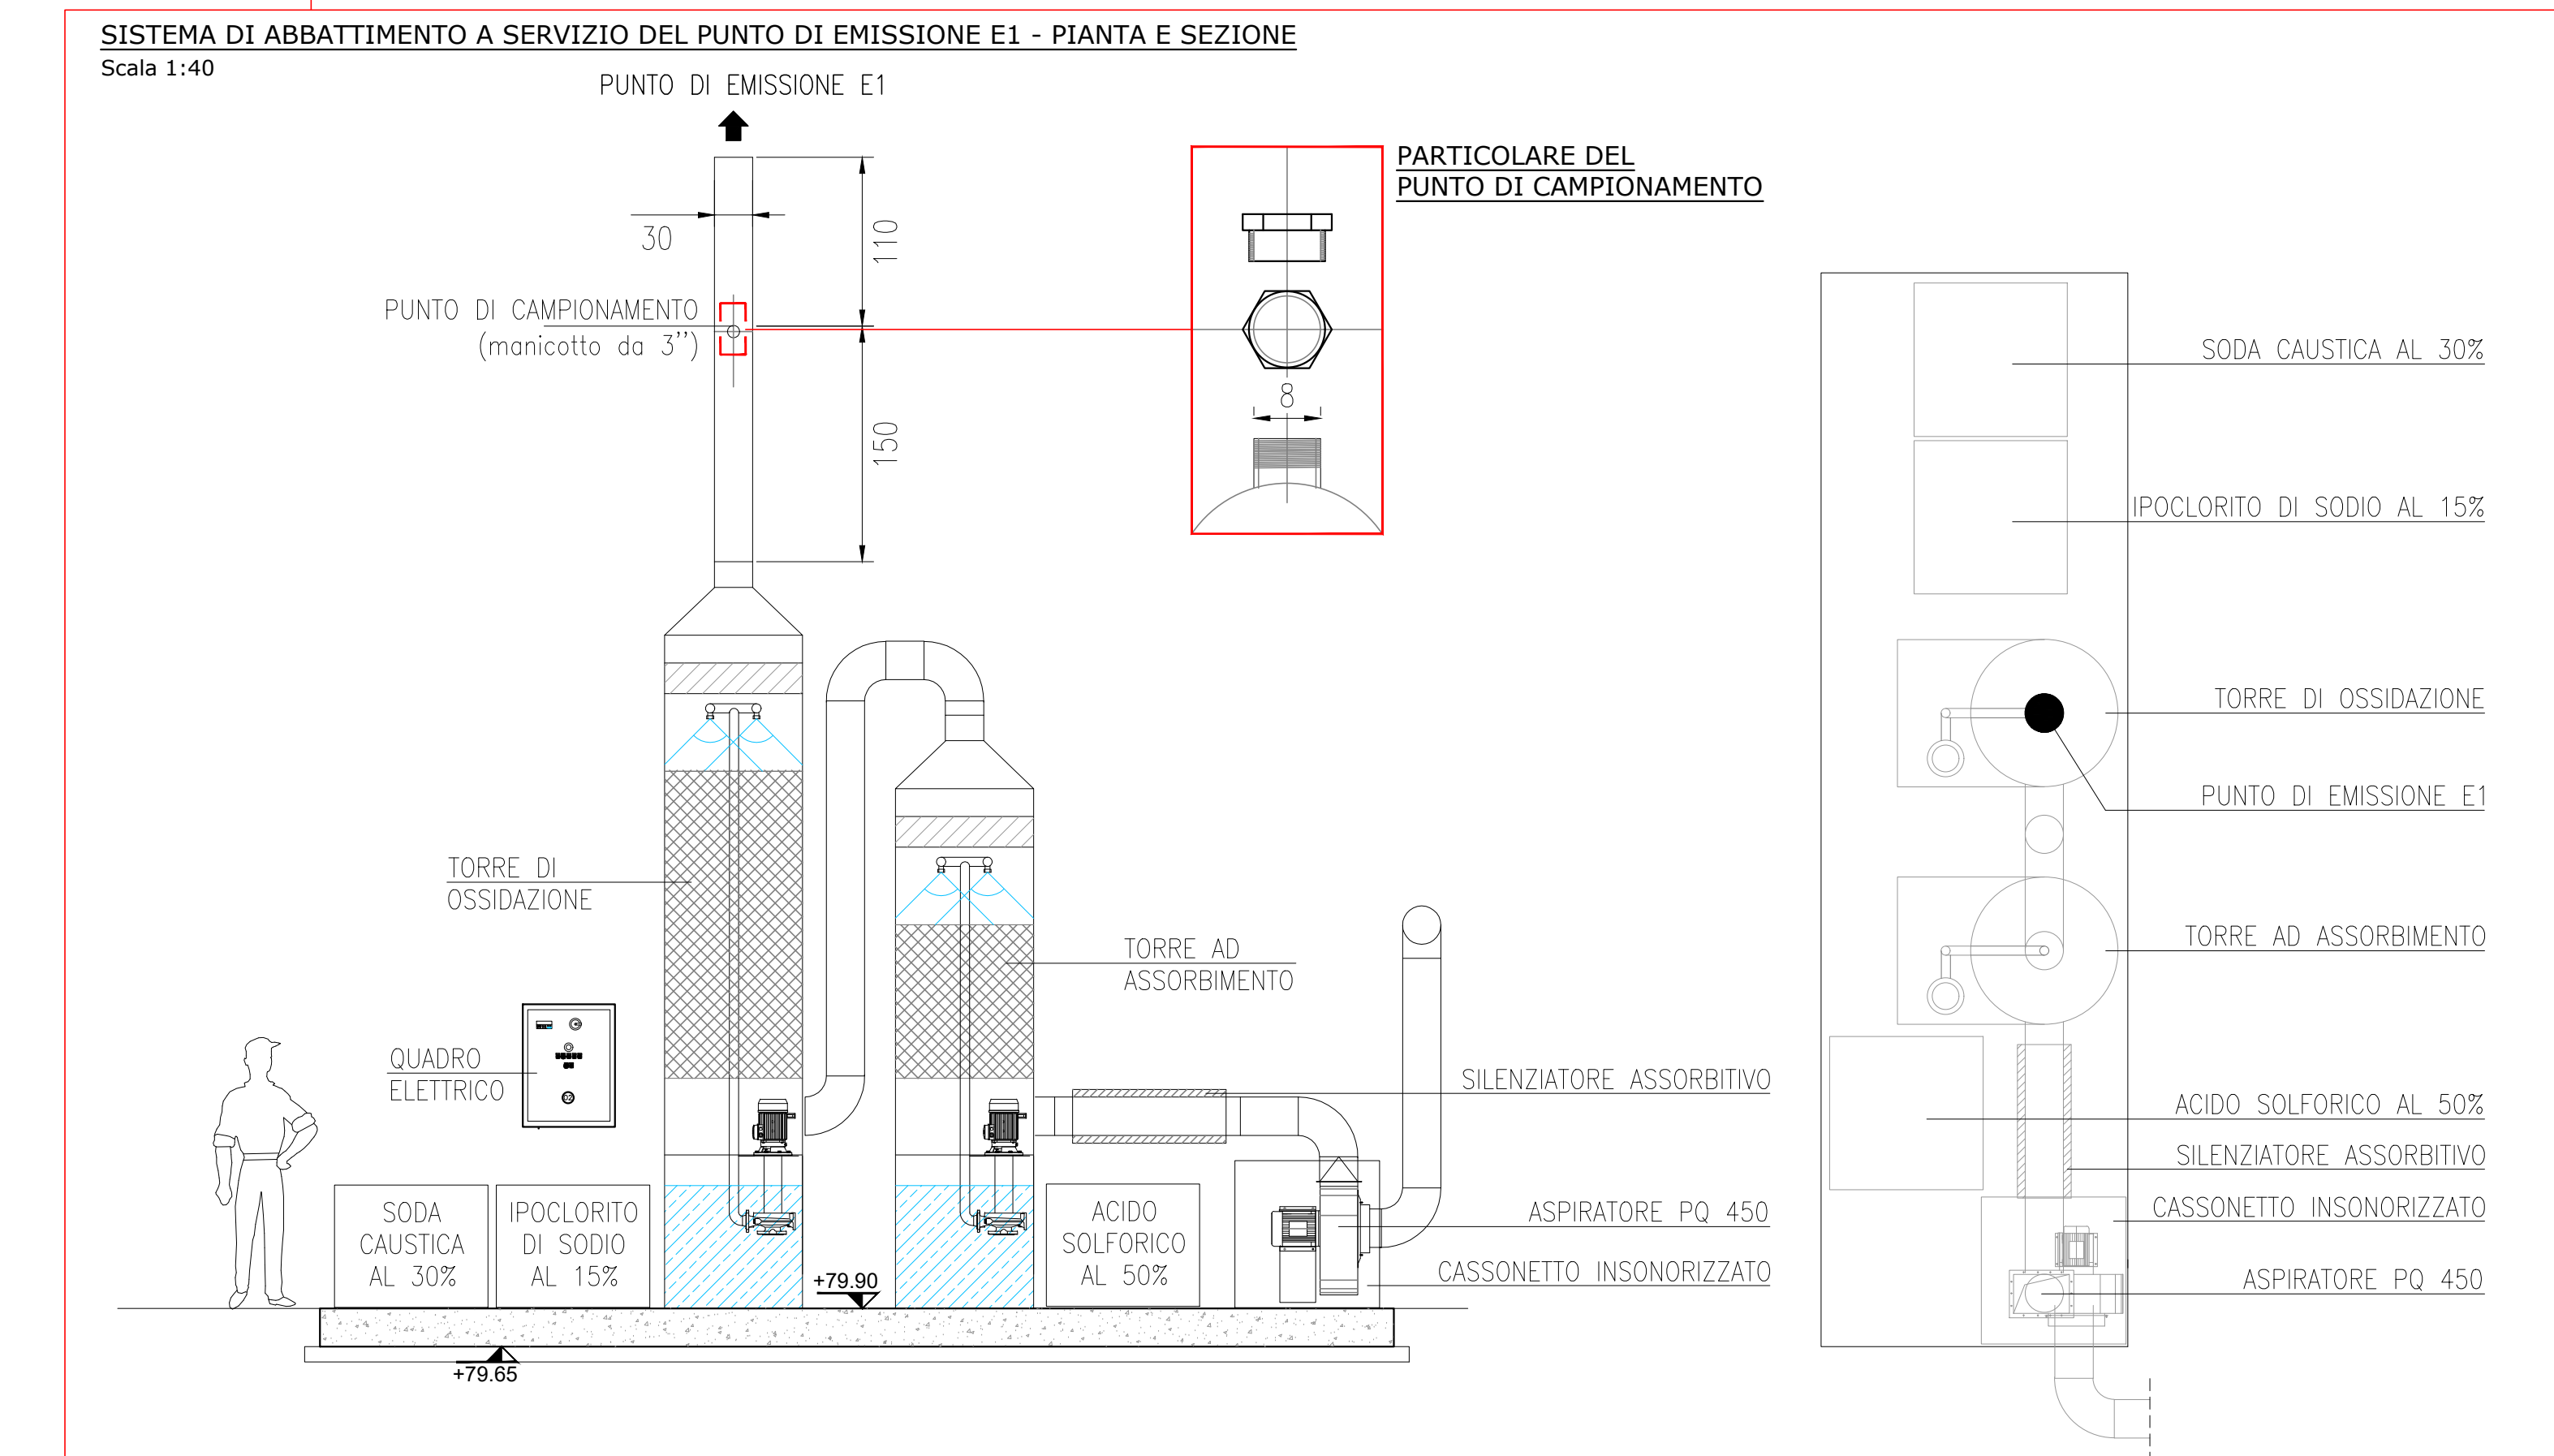 SISTEMA DI ABBATTIMENTO A SERVIZIO DEL PUNTO DI EMISSIONE E1 - PIANTA E SEZIONE
Scala 1:40
PUNTO DI EMISSIONE E1
30
110
PUNTO DI CAMPIONAMENTO
(manicotto da 3'')
150
PARTICOLARE DEL
PUNTO DI CAMPIONAMENTO
8
TORRE DI
OSSIDAZIONE
TORRE AD
ASSORBIMENTO
QUADRO
ELETTRICO
SILENZIATORE ASSORBITIVO
ASPIRATORE PQ 450
CASSONETTO INSONORIZZATO
SODA
CAUSTICA
AL 30%
IPOCLORITO
DI SODIO
AL 15%
ACIDO
SOLFORICO
AL 50%
+79.90
+79.65
SODA CAUSTICA AL 30%
IPOCLORITO DI SODIO AL 15%
TORRE DI OSSIDAZIONE
PUNTO DI EMISSIONE E1
TORRE AD ASSORBIMENTO
ACIDO SOLFORICO AL 50%
SILENZIATORE ASSORBITIVO
CASSONETTO INSONORIZZATO
ASPIRATORE PQ 450